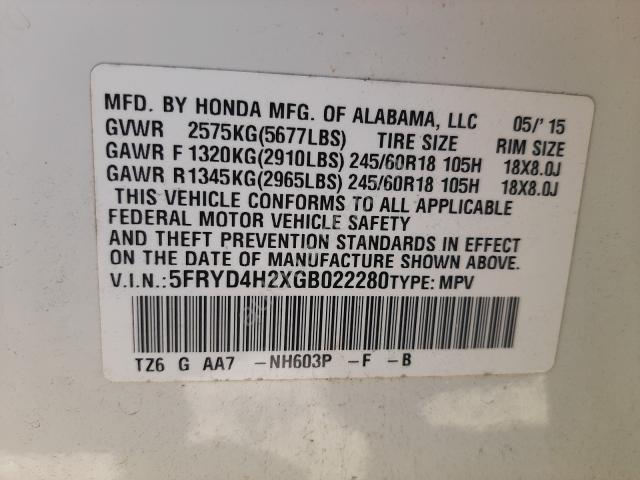 MFD. BY HONDA MFG. OF ALABAMA, LLC 05/'15
GVWR 2575KG(5677LBS) TIRE SIZE RIM SIZE
GAWR F 1320KG(2910LBS) 245/60R18 105H 18X8.0J
GAWR R1345KG(2965LBS) 245/60R18 105H 18X8.0J
THIS VEHICLE CONFORMS TO ALL APPLICABLE
FEDERAL MOTOR VEHICLE SAFETY
AND THEFT PREVENTION STANDARDS IN EFFECT
ON THE DATE OF MANUFACTURE SHOWN ABOVE.
V.I.N.:5FRYD4H2XGB022280TYPE: MPV
TZ6 G AA7 -NH603P -F -B